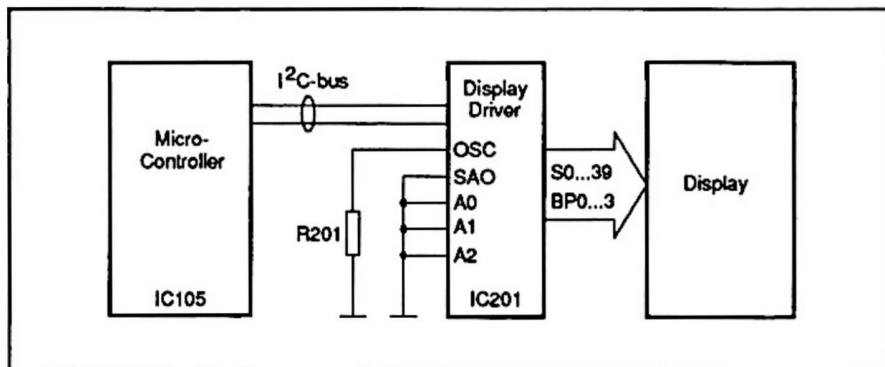 I²C-bus
Micro-
Controller
IC105
R201
Display
Driver
OSC
SAO
A0
A1
A2
IC201
S0...39
BP0...3
Display